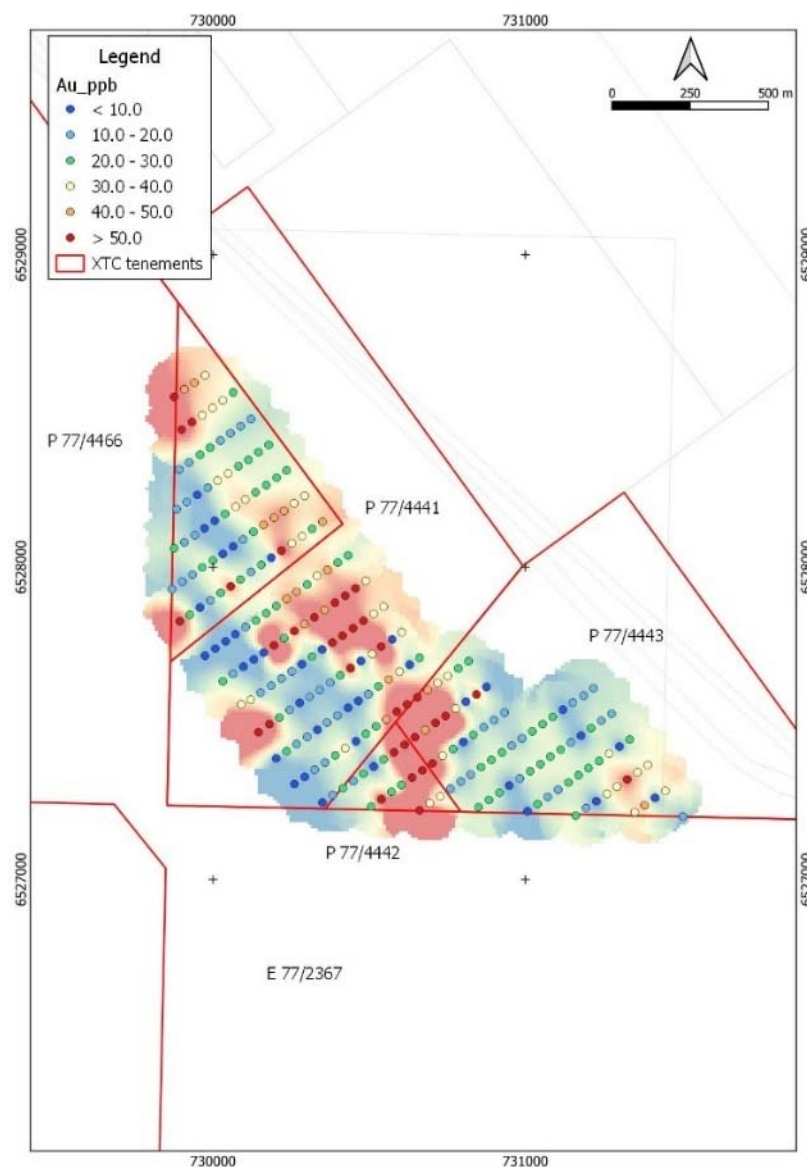 730000
731000
Legend
Au_ppb
< 10.0
10.0 - 20.0
20.0 - 30.0
30.0 - 40.0
40.0 - 50.0
> 50.0
XTC tenements
0 250 500 m
6529000
6529000
P 77/4466
P 77/4441
6528000
6528000
P 77/4443
P 77/4442
6527000
6527000
E 77/2367
730000
731000